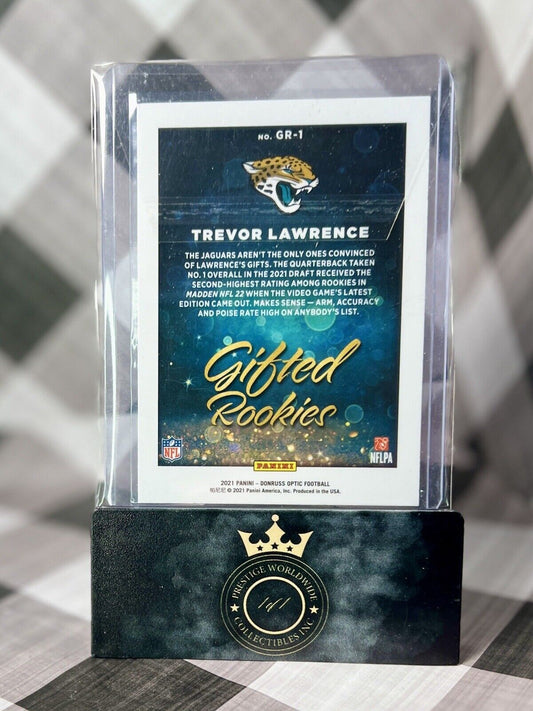 NO. GR-1
TREVOR LAWRENCE
THE JAGUARS AREN'T THE ONLY ONES CONVINCED
OF LAWRENCE'S GIFTS. THE QUARTERBACK TAKEN
NO. 1 OVERALL IN THE 2021 DRAFT RECEIVED THE
SECOND-HIGHEST RATING AMONG ROOKIES IN
MADDEN NFL 22 WHEN THE VIDEO GAME'S LATEST
EDITION CAME OUT. MAKES SENSE — ARM, ACCURACY
AND POISE RATE HIGH ON ANYBODY'S LIST.
Gifted
Rookies
NFL
PANINI
NFLPA
2021 PANINI – DONRUSS OPTIC FOOTBALL
帕尼尼 © 2021 Panini America, Inc. Produced in the USA.
PRESTIGE WORLDWIDE
1 of 1
COLLECTIBLES INC